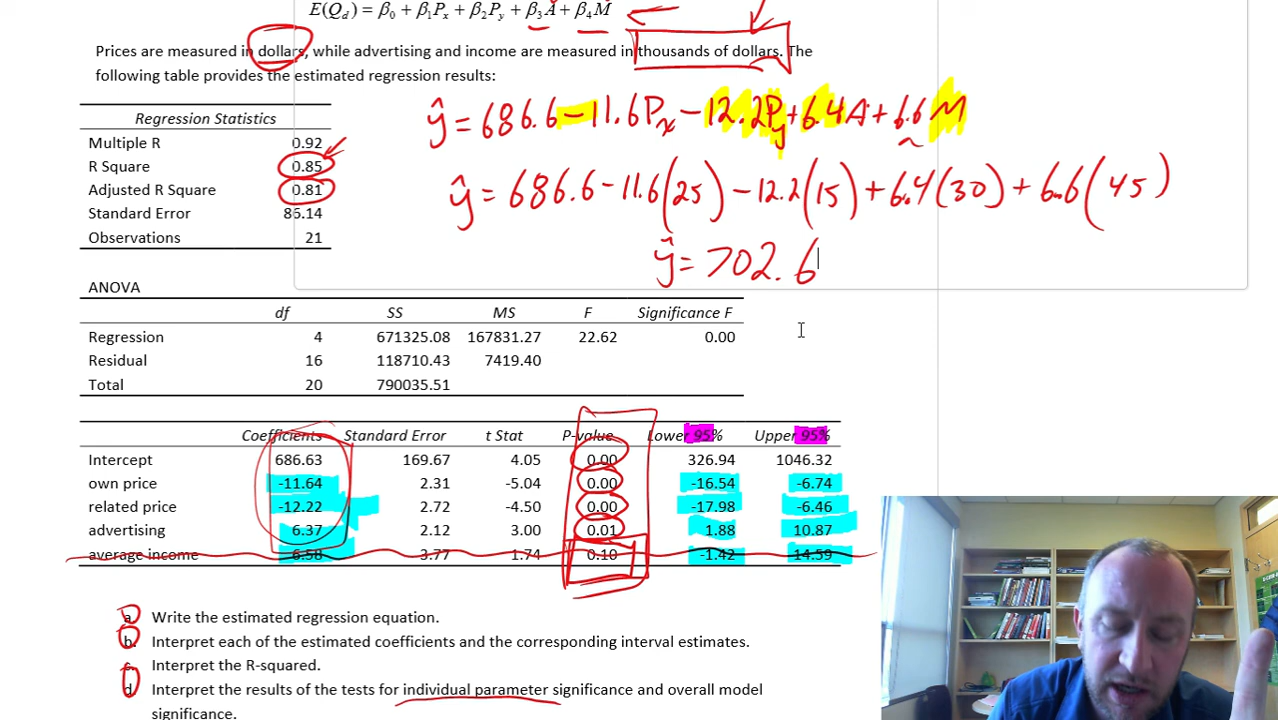 E(Q_d) = β₀ + β₁Pₓ + β₂P_y + β₃A + β₄M
Prices are measured in dollars, while advertising and income are measured in thousands of dollars. The
following table provides the estimated regression results:
ŷ = 686.6 - 11.6Pₓ - 12.2P_y + 6.4A + 6.6M
ŷ = 686.6 - 11.6(25) - 12.2(15) + 6.4(30) + 6.6(45)
ŷ = 702.6
Regression Statistics
Multiple R 0.92
R Square 0.85
Adjusted R Square 0.81
Standard Error 86.14
Observations 21
ANOVA
df SS MS F Significance F
Regression 4 671325.08 167831.27 22.62 0.00
Residual 16 118710.43 7419.40
Total 20 790035.51
Coefficients Standard Error t Stat P-value Lower 95% Upper 95%
Intercept 686.63 169.67 4.05 0.00 326.94 1046.32
own price -11.64 2.31 -5.04 0.00 -16.54 -6.74
related price -12.22 2.72 -4.50 0.00 -17.98 -6.46
advertising 6.37 2.12 3.00 0.01 1.88 10.87
average income 6.58 3.77 1.74 0.10 -1.42 14.59
a. Write the estimated regression equation.
b. Interpret each of the estimated coefficients and the corresponding interval estimates.
c. Interpret the R-squared.
d. Interpret the results of the tests for individual parameter significance and overall model
significance.